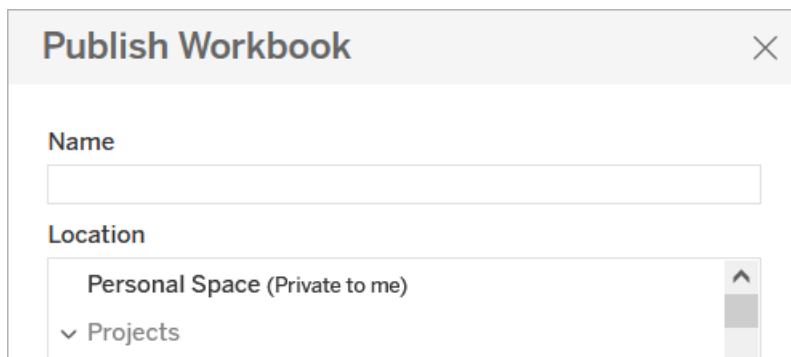 Publish Workbook
Name
Location
Personal Space (Private to me)
Projects